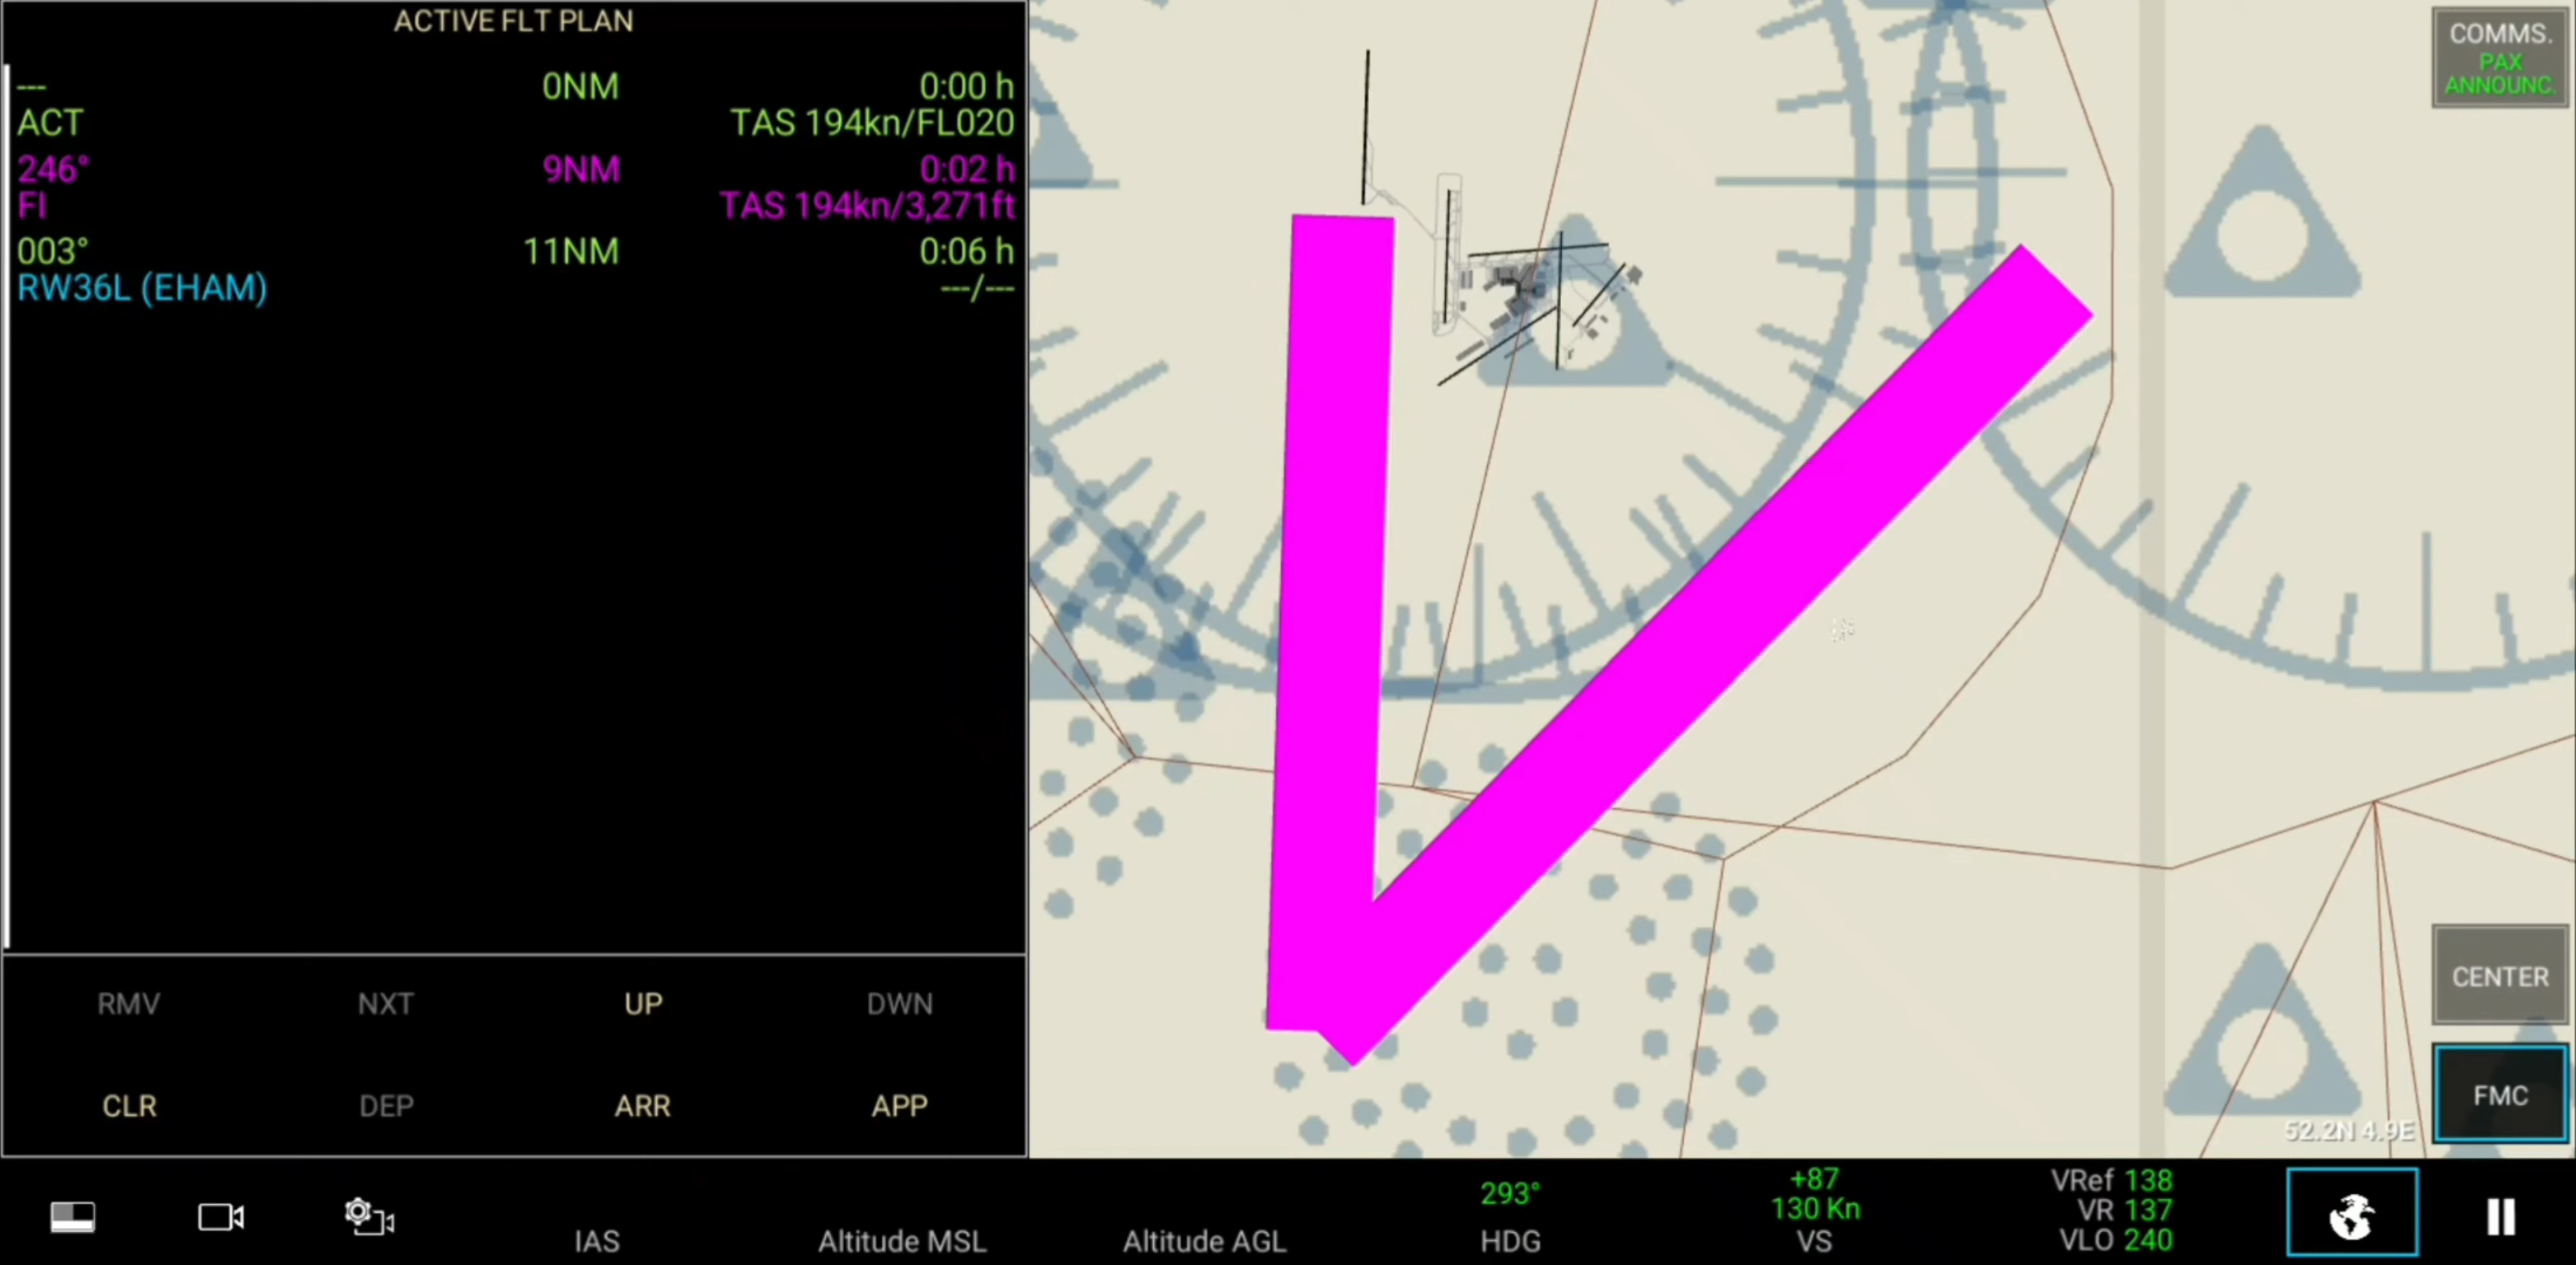 ACTIVE FLT PLAN
--- 0NM 0:00 h
ACT TAS 194kn/FL020
246° 9NM 0:02 h
FI TAS 194kn/3,271ft
003° 11NM 0:06 h
RW36L (EHAM) ---/---
RMV NXT UP DWN
CLR DEP ARR APP
COMMS.
PAX
ANNOUNC.
CENTER
FMC
52.2N 4.9E
IAS
Altitude MSL
Altitude AGL
293°
HDG
+87
130 Kn
VS
VRef 138
VR 137
VLO 240